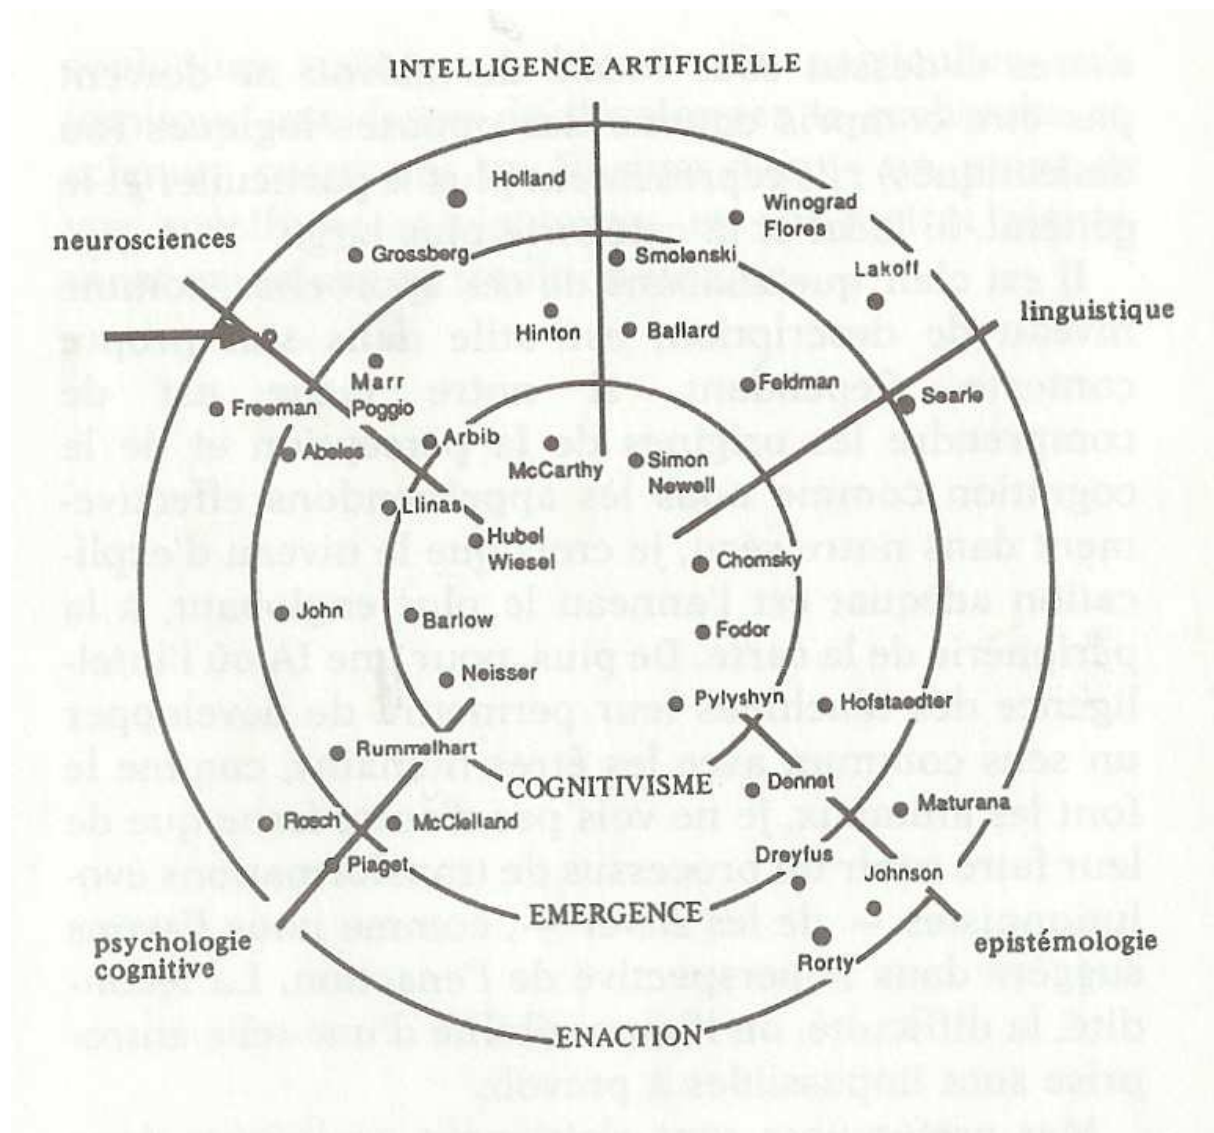 INTELLIGENCE ARTIFICIELLE
Holland
Winograd
Flores
neurosciences
Grossberg
Smolenski
Lakoff
linguistique
Hinton
Ballard
Marr
Poggio
Feldman
Searle
Freeman
Abeles
Arbib
McCarthy
Simon
Newell
Llinas
Hubel
Wiesel
Chomsky
John
Barlow
Fodor
Neisser
Pylyshyn
Hofstaedter
Rummelhart
COGNITIVISME
Dennet
Maturana
Rosch
McClelland
Dreyfus
Piaget
Johnson
EMERGENCE
psychologie
cognitive
epistémologie
Rorty
ENACTION